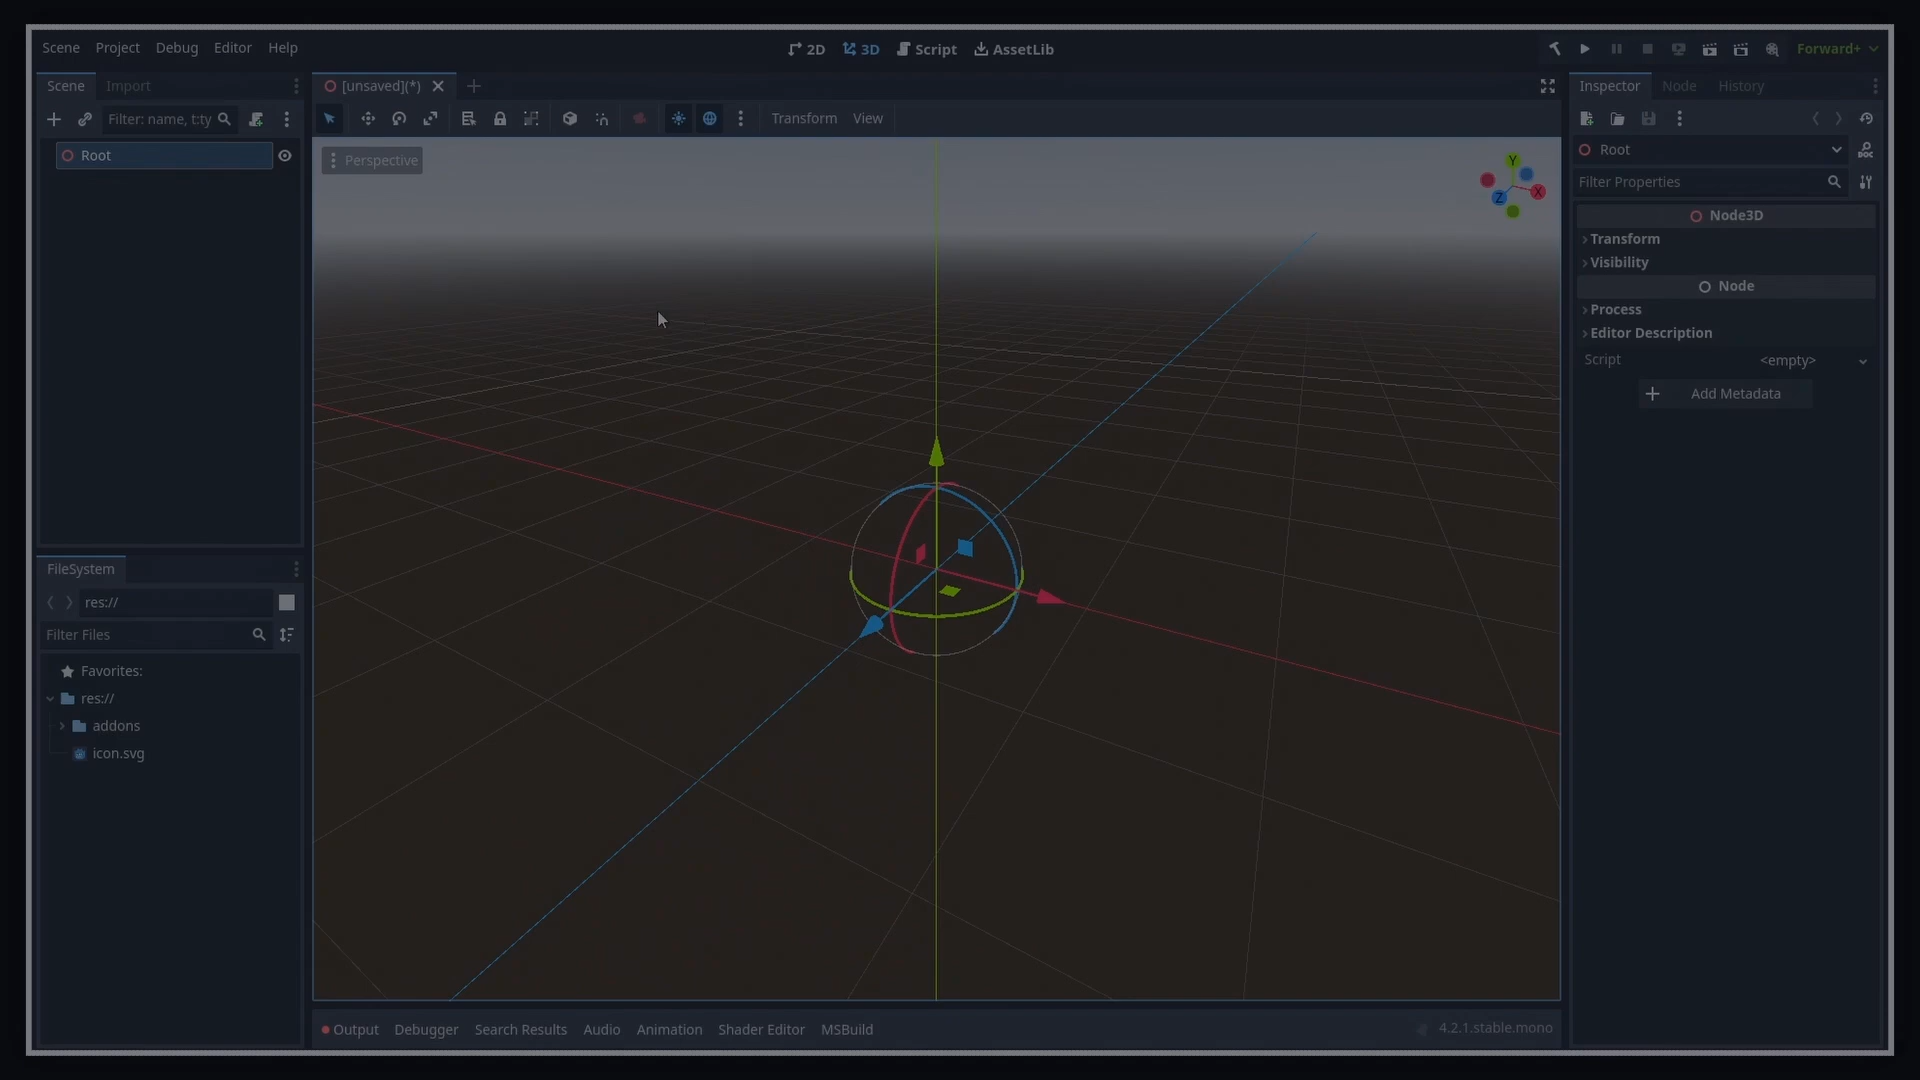 Scene Project Debug Editor Help
2D 3D Script AssetLib
Forward+
Scene Import
Filter: name, t:ty
Root
[unsaved](*)
Transform View
Perspective
Y
X
Z
FileSystem
res://
Filter Files
Favorites:
res://
addons
icon.svg
Output Debugger Search Results Audio Animation Shader Editor MSBuild
4.2.1.stable.mono
Inspector Node History
Root
DOC
Filter Properties
Node3D
Transform
Visibility
Node
Process
Editor Description
Script <empty>
Add Metadata